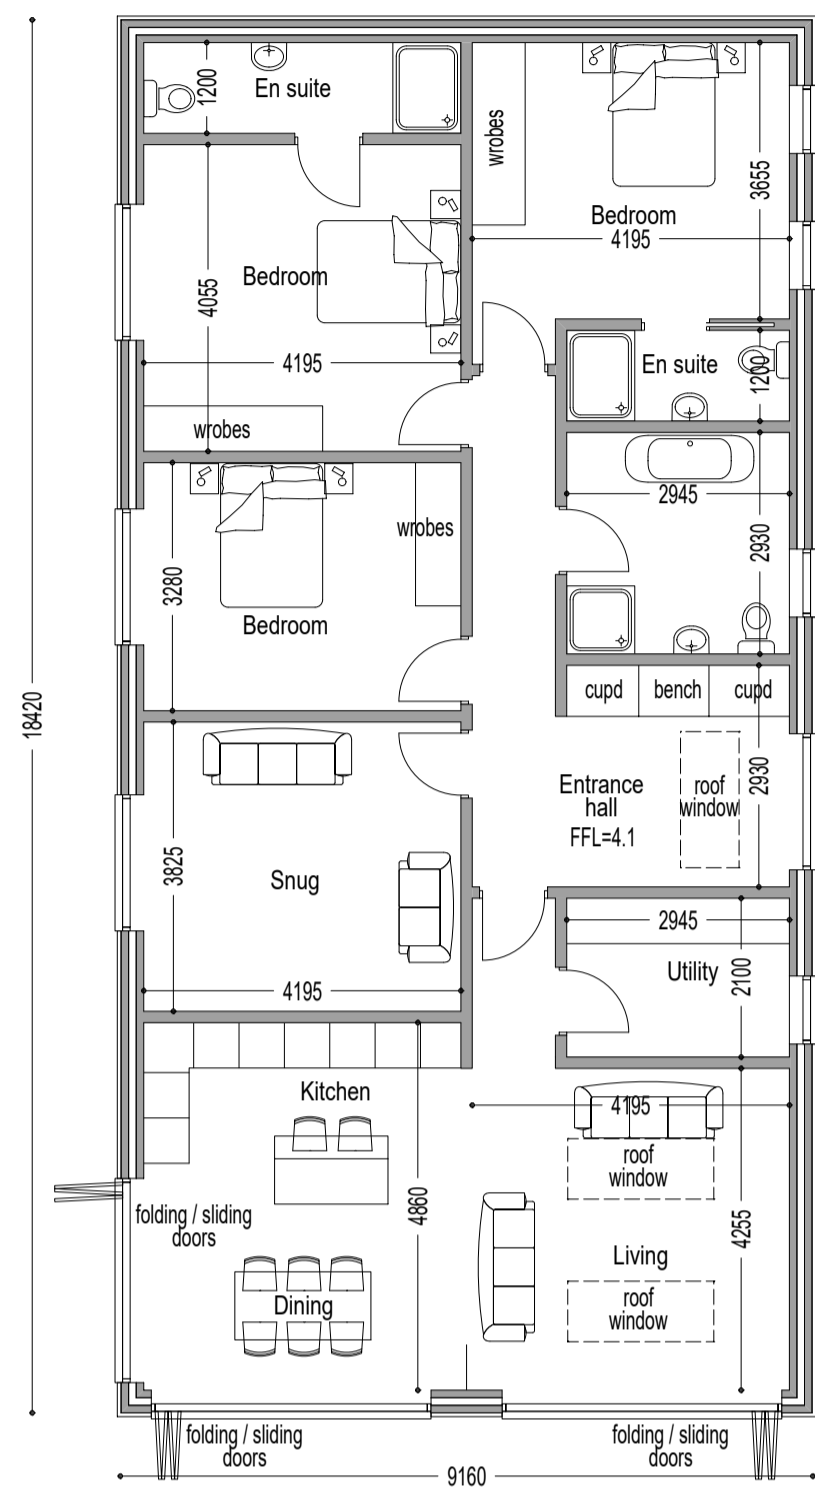 1200
En suite
wrobes
3655
Bedroom
4195
4055
Bedroom
4195
En suite
1200
wrobes
2945
wrobes
2930
3280
Bedroom
18420
cupd
bench
cupd
Entrance
hall
FFL=4.1
roof
window
2930
3825
Snug
2945
Utility
2100
4195
Kitchen
4195
roof
window
4860
4255
folding / sliding
doors
Living
Dining
roof
window
folding / sliding
doors
folding / sliding
doors
9160